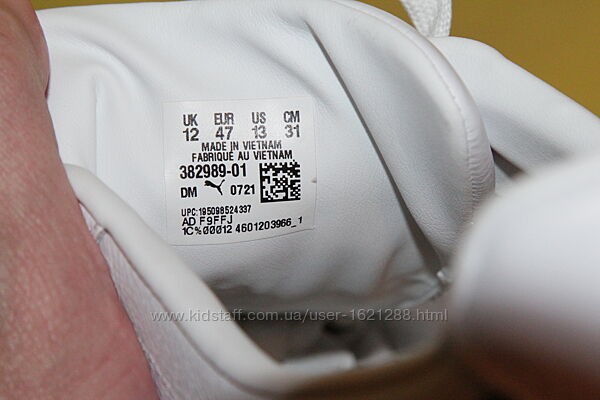 UK EUR US CM
12 47 13 31
MADE IN VIETNAM
FABRIQUÉ AU VIETNAM
382989-01
DM 0721
UPC:195098524337
AD F9FFJ
1C%00012 4601203966_1
www.kidstaff.com.ua/user-1621288.html